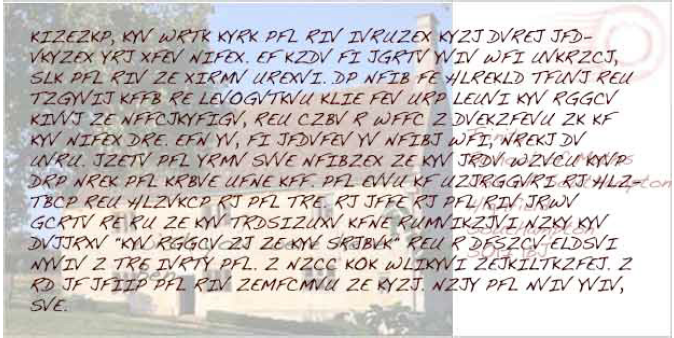 KIZEZKP, KYV WRTK KYRK PFL RIV IVRUZEX KYZJ DVREJ JFD-
VKYZEX YRJ XFEV NIFEX. EF KZDV FI JGRTV YVIV WFI UVKRZCJ,
SLK PFL RIV ZE XIRMV UREXVI. DP NFIB FE HLREKLD TFUVJ REU
TZGYVIJ KFFB RE LEVOGVTKVU KLIE FEV URP LEUVI KYV RGGCV
KIVVJ ZE NFFCJKYFIGV, REU CZBV R WFFC Z DVEKZFEVU ZK KF
KYV NIFEX DRE. EFN YV, FI JFDVFEV YV NFIBJ WFI, NREKJ DV
UVRU. JZETV PFL YRMV SVVE NFIBZEX ZE KYV JRDV WZVCU KYVP
DRP NREK PFL KRBVE UFNE KFF. PFL EVVU KF UZJRGGVRI RJ HLZ-
TBCP REU HLZVKCP RJ PFL TRE. RJ JFFE RJ PFL RIV JRWV
GCRTV RE RU ZE KYV TRDSIZUXV KFNE RUMVIKZJVI NZKY KYV
DVJJRXV "KYV RGGCV ZJ ZE KYV SRJBVK" REU R DFSZCV ELDSVI
NYVIV Z TRE IVRTY PFL. Z NZCC KOK WLIKYVI ZEJKILTKZFEJ. Z
RD JF JFIIP PFL RIV ZEMFCMVU ZE KYZJ. NZJY PFL NVIV YVIV,
SVE.
Southampton